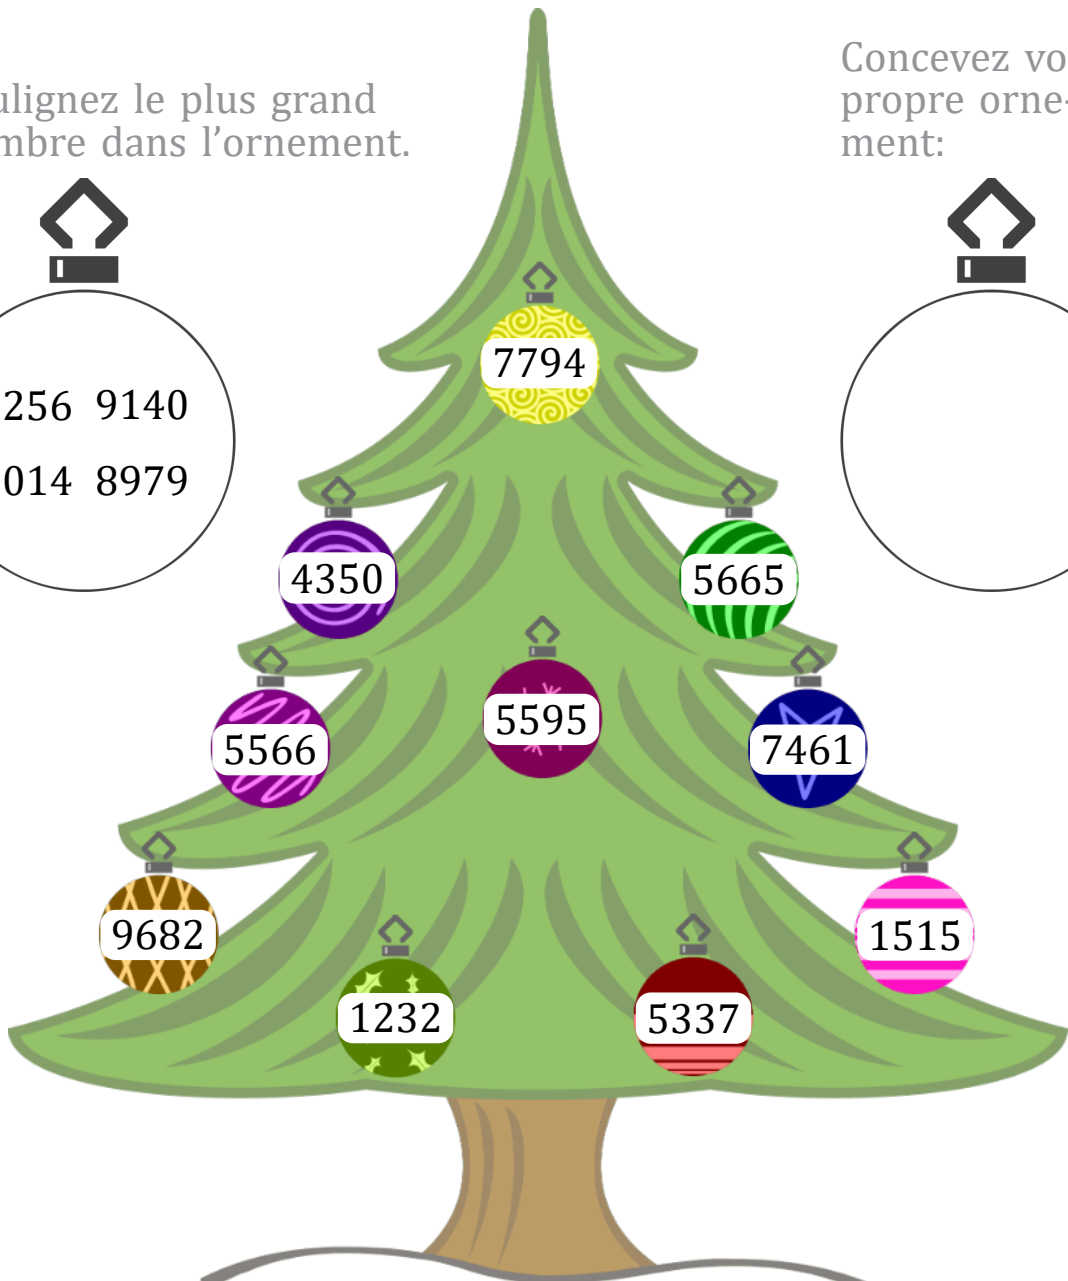 ulignez le plus grand
mbre dans l'ornement.
Concevez vo
propre orne-
ment:
256 9140
014 8979
7794
4350
5665
5566
5595
7461
9682
1515
1232
5337